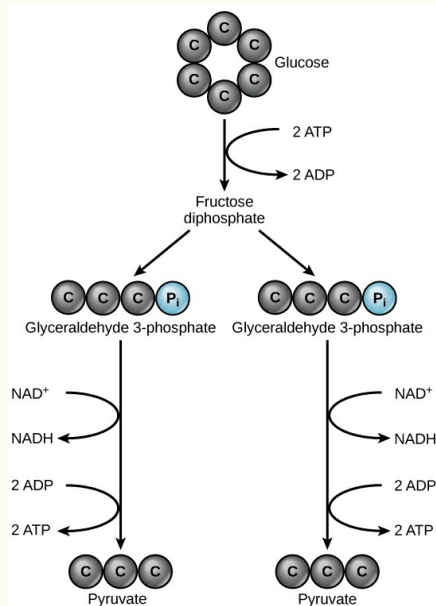 C
C C
C C
C
Glucose
2 ATP
2 ADP
Fructose
diphosphate
C C C Pi
C C C Pi
Glyceraldehyde 3-phosphate
Glyceraldehyde 3-phosphate
NAD+
NAD+
NADH
NADH
2 ADP
2 ADP
2 ATP
2 ATP
C C C
C C C
Pyruvate
Pyruvate